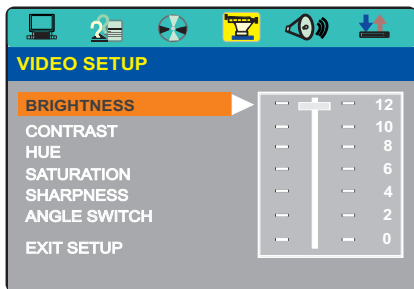 VIDEO SETUP
BRIGHTNESS
CONTRAST
HUE
SATURATION
SHARPNESS
ANGLE SWITCH
EXIT SETUP
12
10
8
6
4
2
0